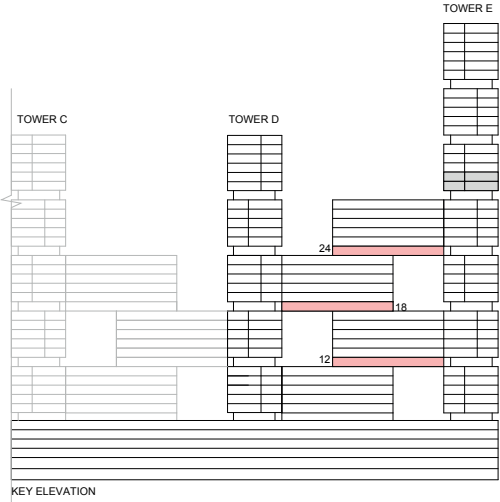 TOWER E
TOWER C
TOWER D
24
18
12
KEY ELEVATION